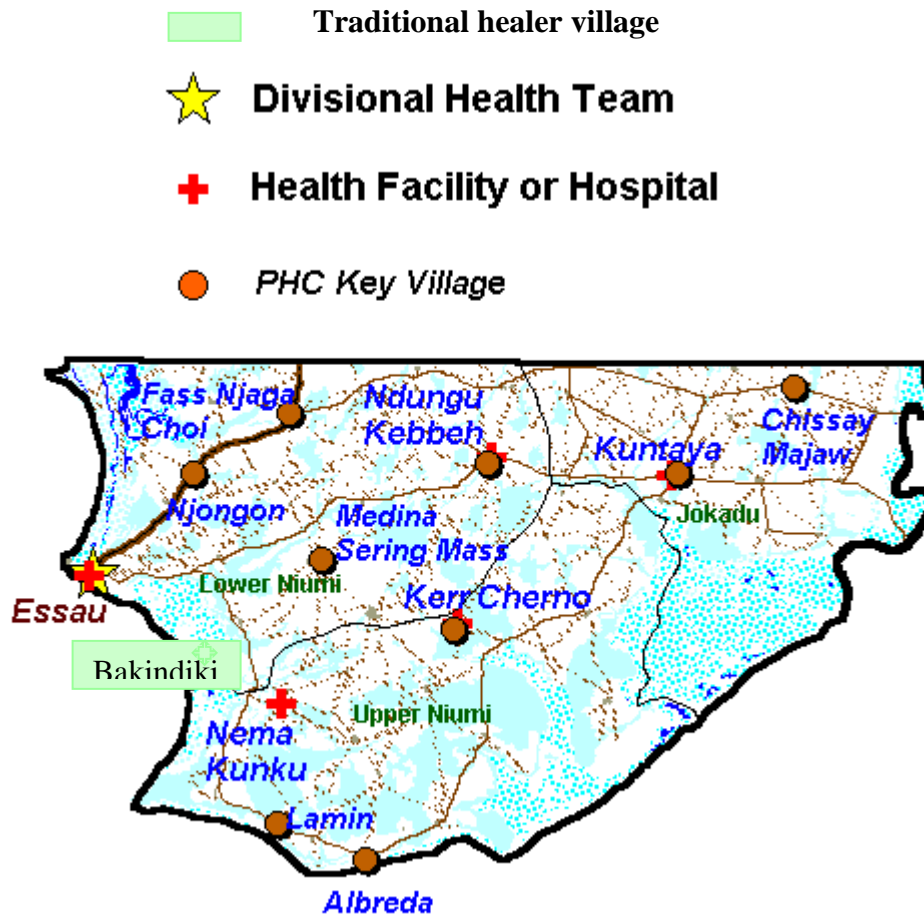 Traditional healer village
Divisional Health Team
Health Facility or Hospital
PHC Key Village
Fass Njaga
Choi
Ndungu
Kebbeh
Chissay
Majaw
Kuntaya
Njongon
Medina
Sering Mass
Jokadu
Lower Niumi
Kerr Cherno
Essau
Bakindiki
Upper Niumi
Nema
Kunku
Lamin
Albreda